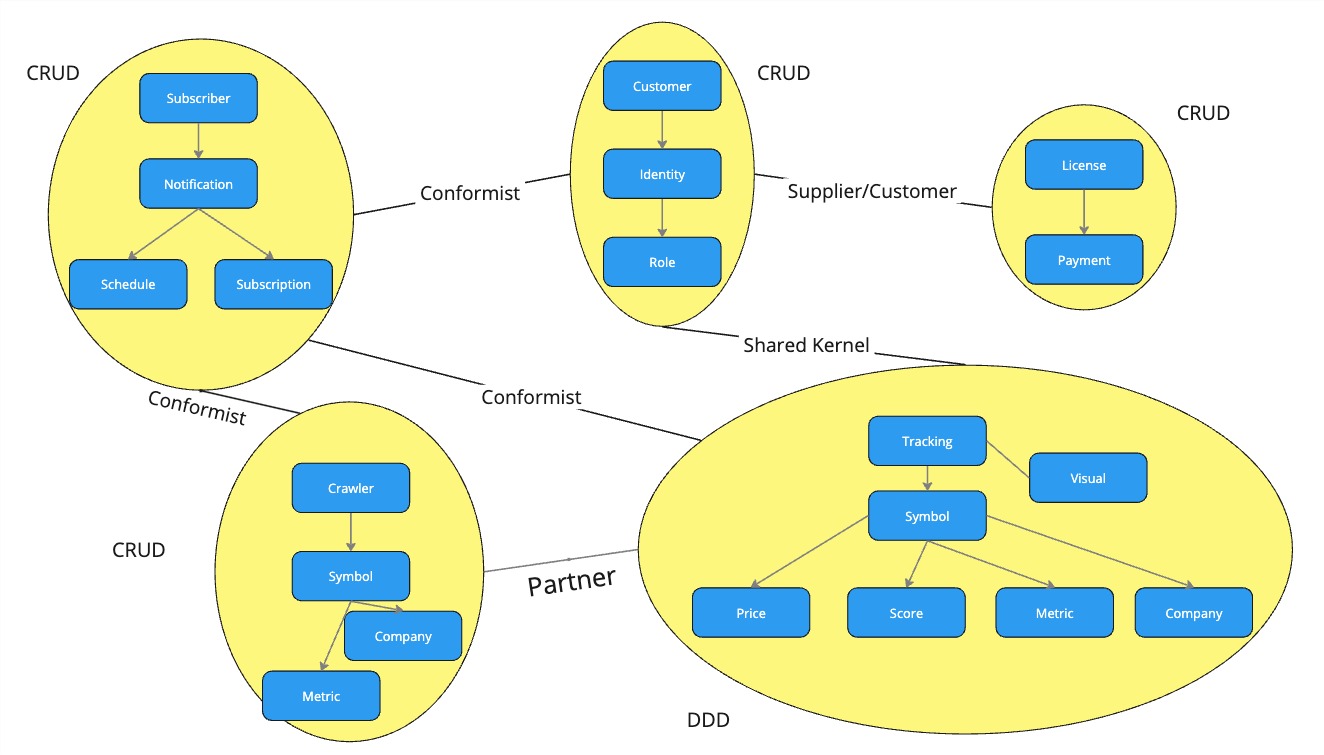 CRUD
Subscriber
Notification
Schedule
Subscription
Conformist
Customer
Identity
Role
CRUD
Supplier/Customer
CRUD
License
Payment
Shared Kernel
Conformist
Conformist
CRUD
Crawler
Symbol
Company
Metric
Partner
Tracking
Visual
Symbol
Price
Score
Metric
Company
DDD